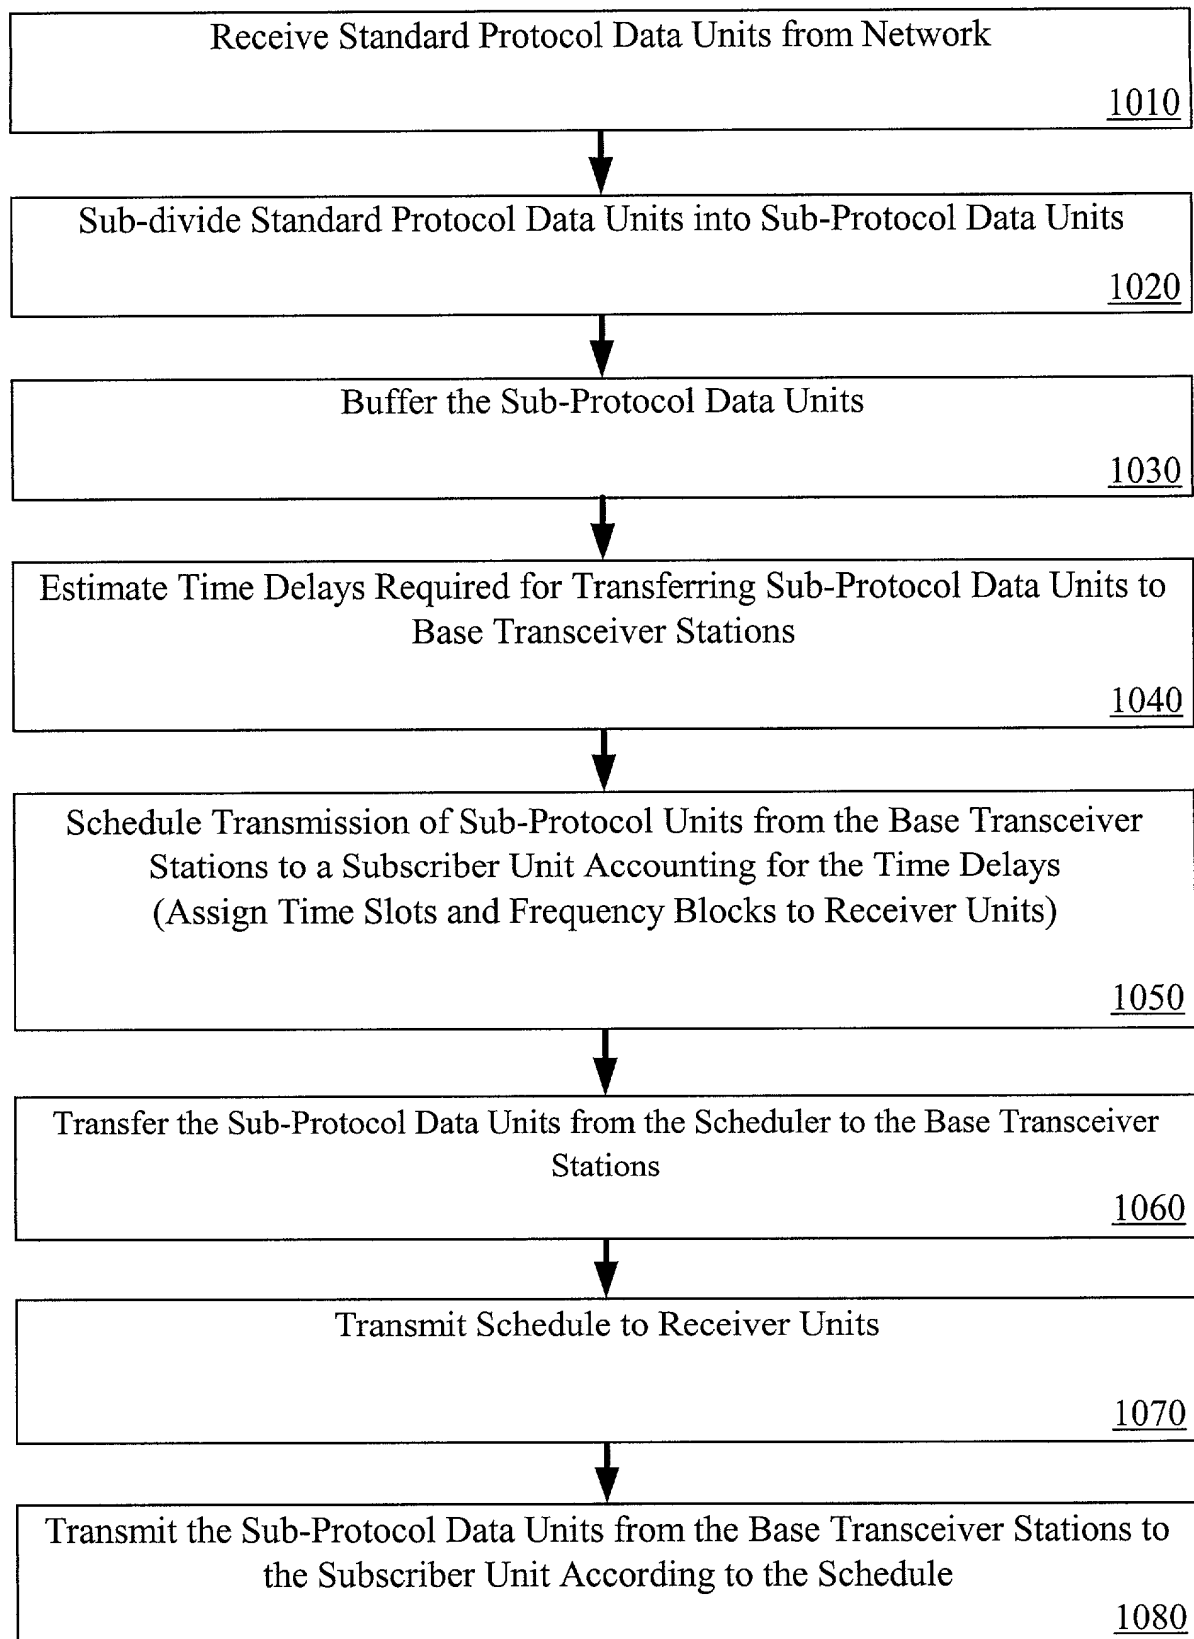 Receive Standard Protocol Data Units from Network
1010
Sub-divide Standard Protocol Data Units into Sub-Protocol Data Units
1020
Buffer the Sub-Protocol Data Units
1030
Estimate Time Delays Required for Transferring Sub-Protocol Data Units to
Base Transceiver Stations
1040
Schedule Transmission of Sub-Protocol Units from the Base Transceiver
Stations to a Subscriber Unit Accounting for the Time Delays
(Assign Time Slots and Frequency Blocks to Receiver Units)
1050
Transfer the Sub-Protocol Data Units from the Scheduler to the Base Transceiver
Stations
1060
Transmit Schedule to Receiver Units
1070
Transmit the Sub-Protocol Data Units from the Base Transceiver Stations to
the Subscriber Unit According to the Schedule
1080